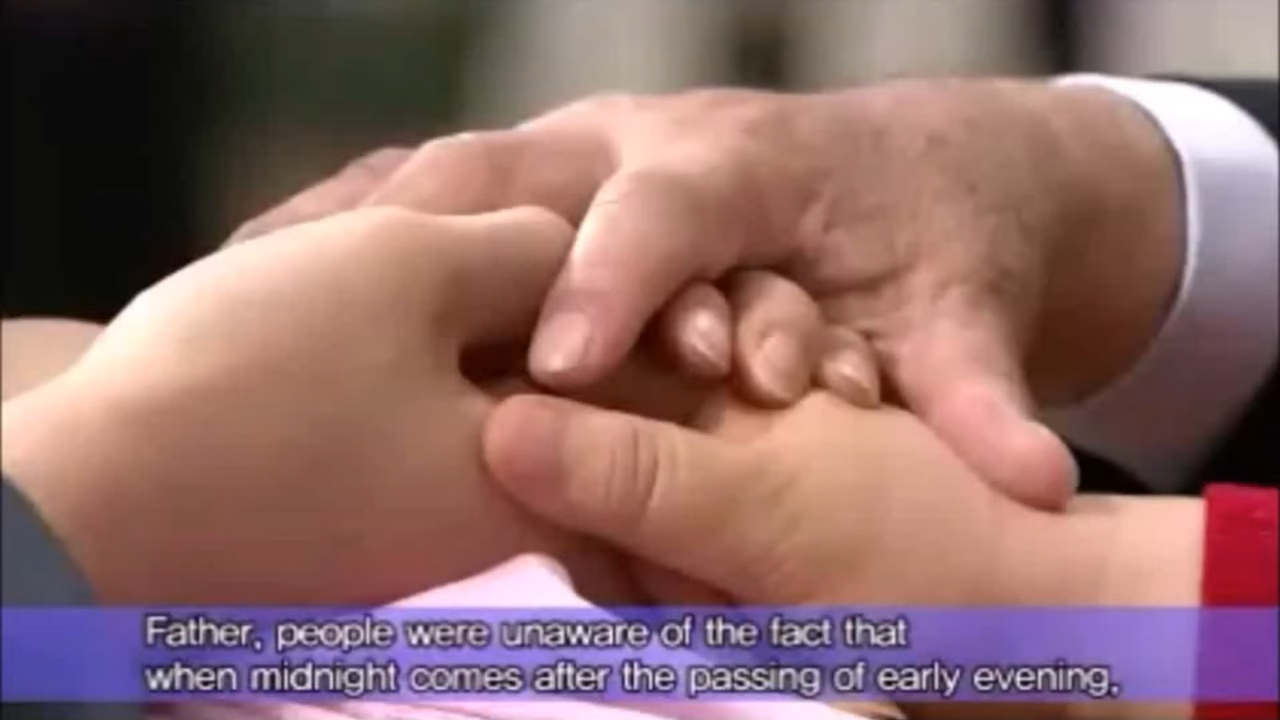 Father, people were unaware of the fact that
when midnight comes after the passing of early evening,